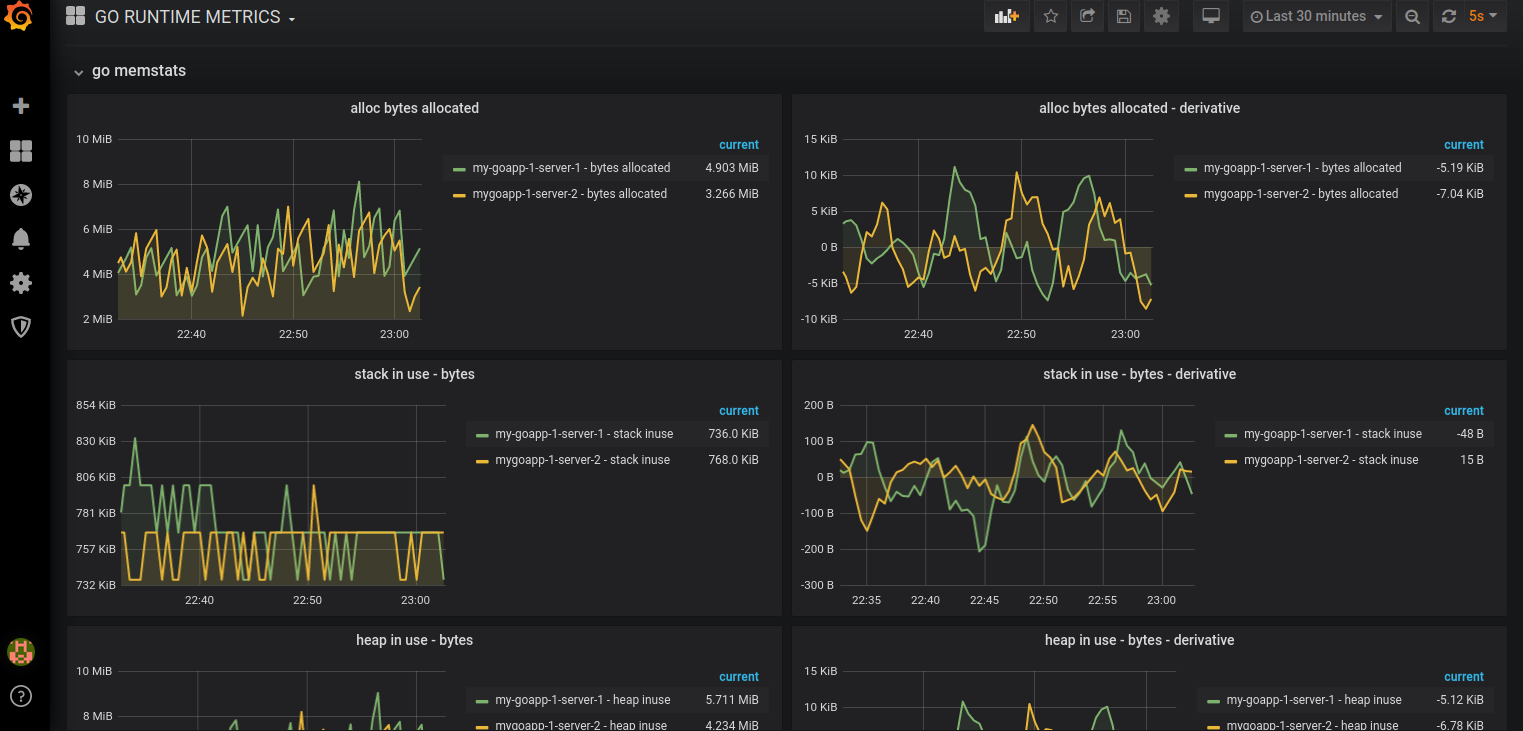 GO RUNTIME METRICS
Last 30 minutes
5s
go memstats
alloc bytes allocated
10 MiB
8 MiB
6 MiB
4 MiB
2 MiB
22:40 22:50 23:00
current
my-goapp-1-server-1 - bytes allocated 4.903 MiB
mygoapp-1-server-2 - bytes allocated 3.266 MiB
alloc bytes allocated - derivative
15 KiB
10 KiB
5 KiB
0 B
-5 KiB
-10 KiB
22:40 22:50 23:00
current
my-goapp-1-server-1 - bytes allocated -5.19 KiB
mygoapp-1-server-2 - bytes allocated -7.04 KiB
stack in use - bytes
854 KiB
830 KiB
806 KiB
781 KiB
757 KiB
732 KiB
22:40 22:50 23:00
current
my-goapp-1-server-1 - stack inuse 736.0 KiB
mygoapp-1-server-2 - stack inuse 768.0 KiB
stack in use - bytes - derivative
200 B
100 B
0 B
-100 B
-200 B
-300 B
22:35 22:40 22:45 22:50 22:55 23:00
current
my-goapp-1-server-1 - stack inuse -48 B
mygoapp-1-server-2 - stack inuse 15 B
heap in use - bytes
10 MiB
8 MiB
current
my-goapp-1-server-1 - heap inuse 5.711 MiB
mygoapp-1-server-2 - heap inuse 4.234 MiB
heap in use - bytes - derivative
15 KiB
10 KiB
current
my-goapp-1-server-1 - heap inuse -5.12 KiB
mygoapp-1-server-2 - heap inuse -6.78 KiB